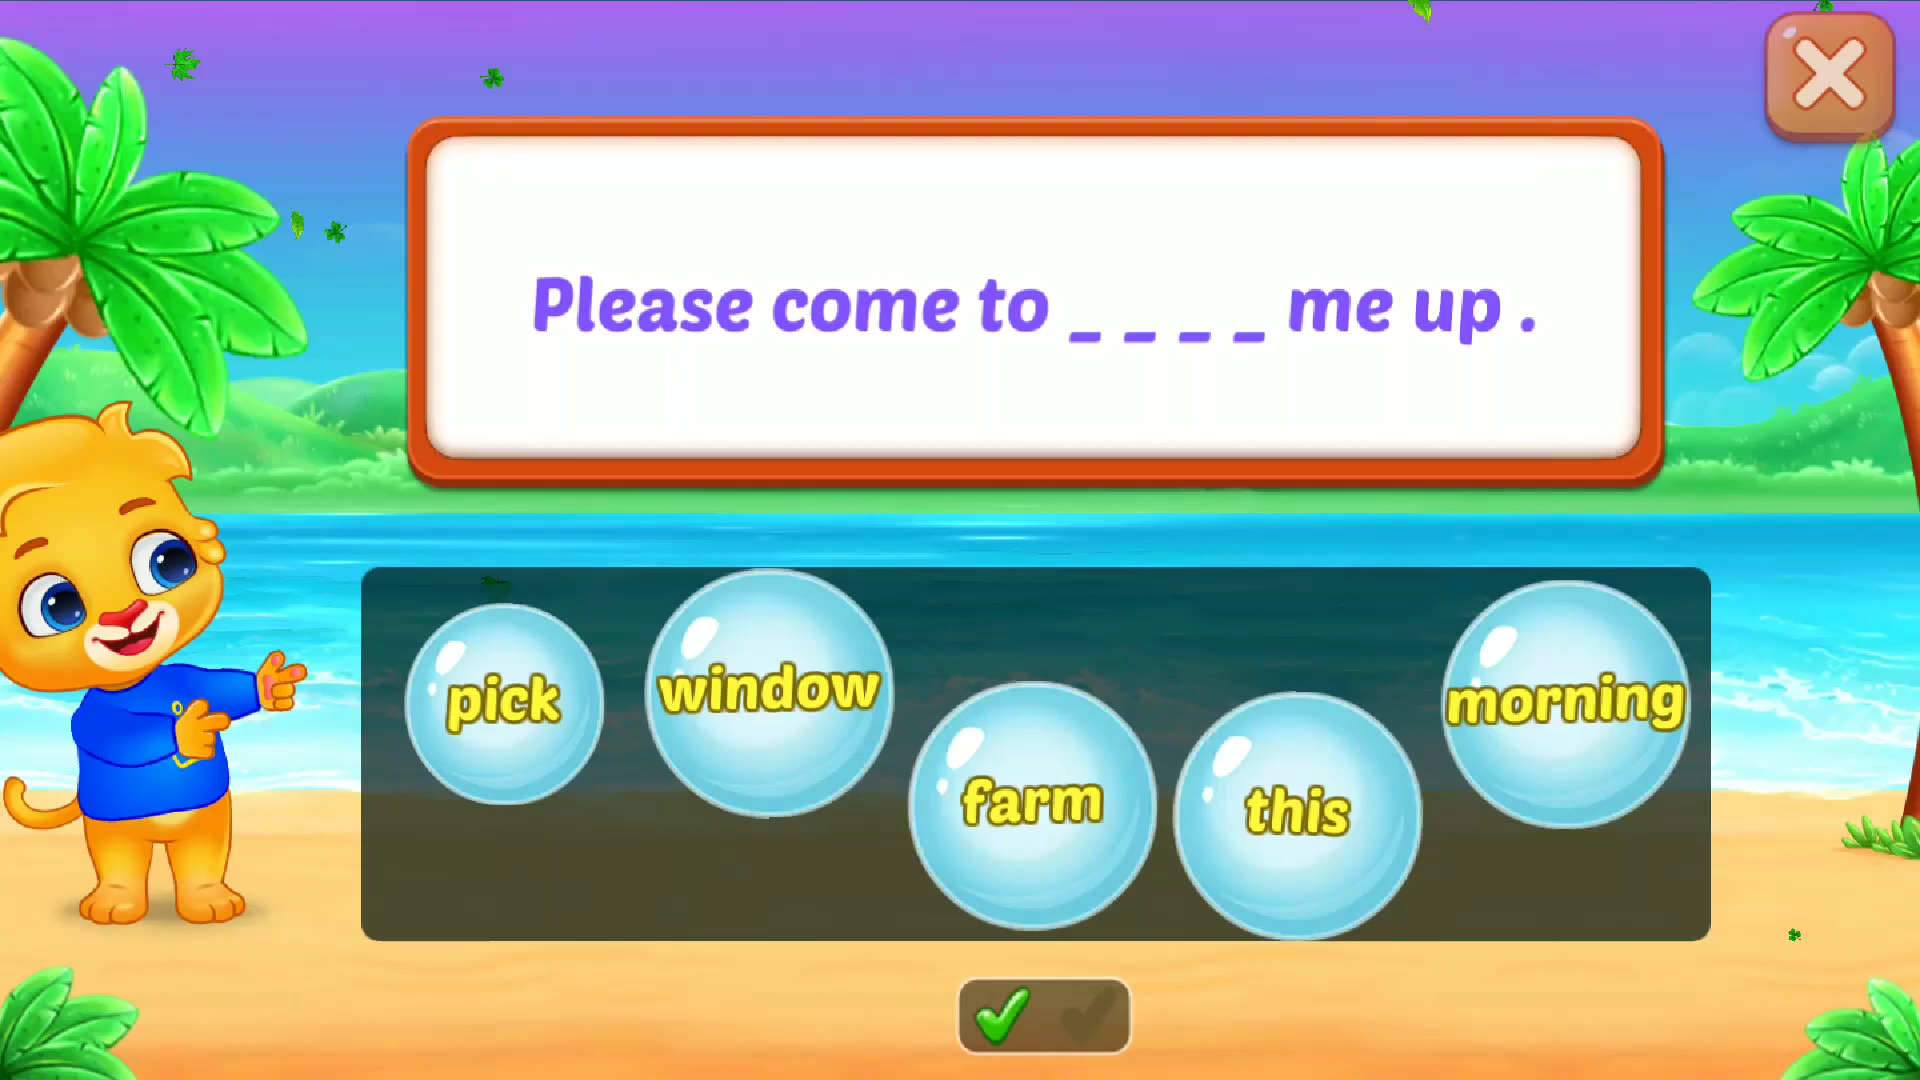 Please come to _ _ _ _ me up .
pick
window
farm
this
morning